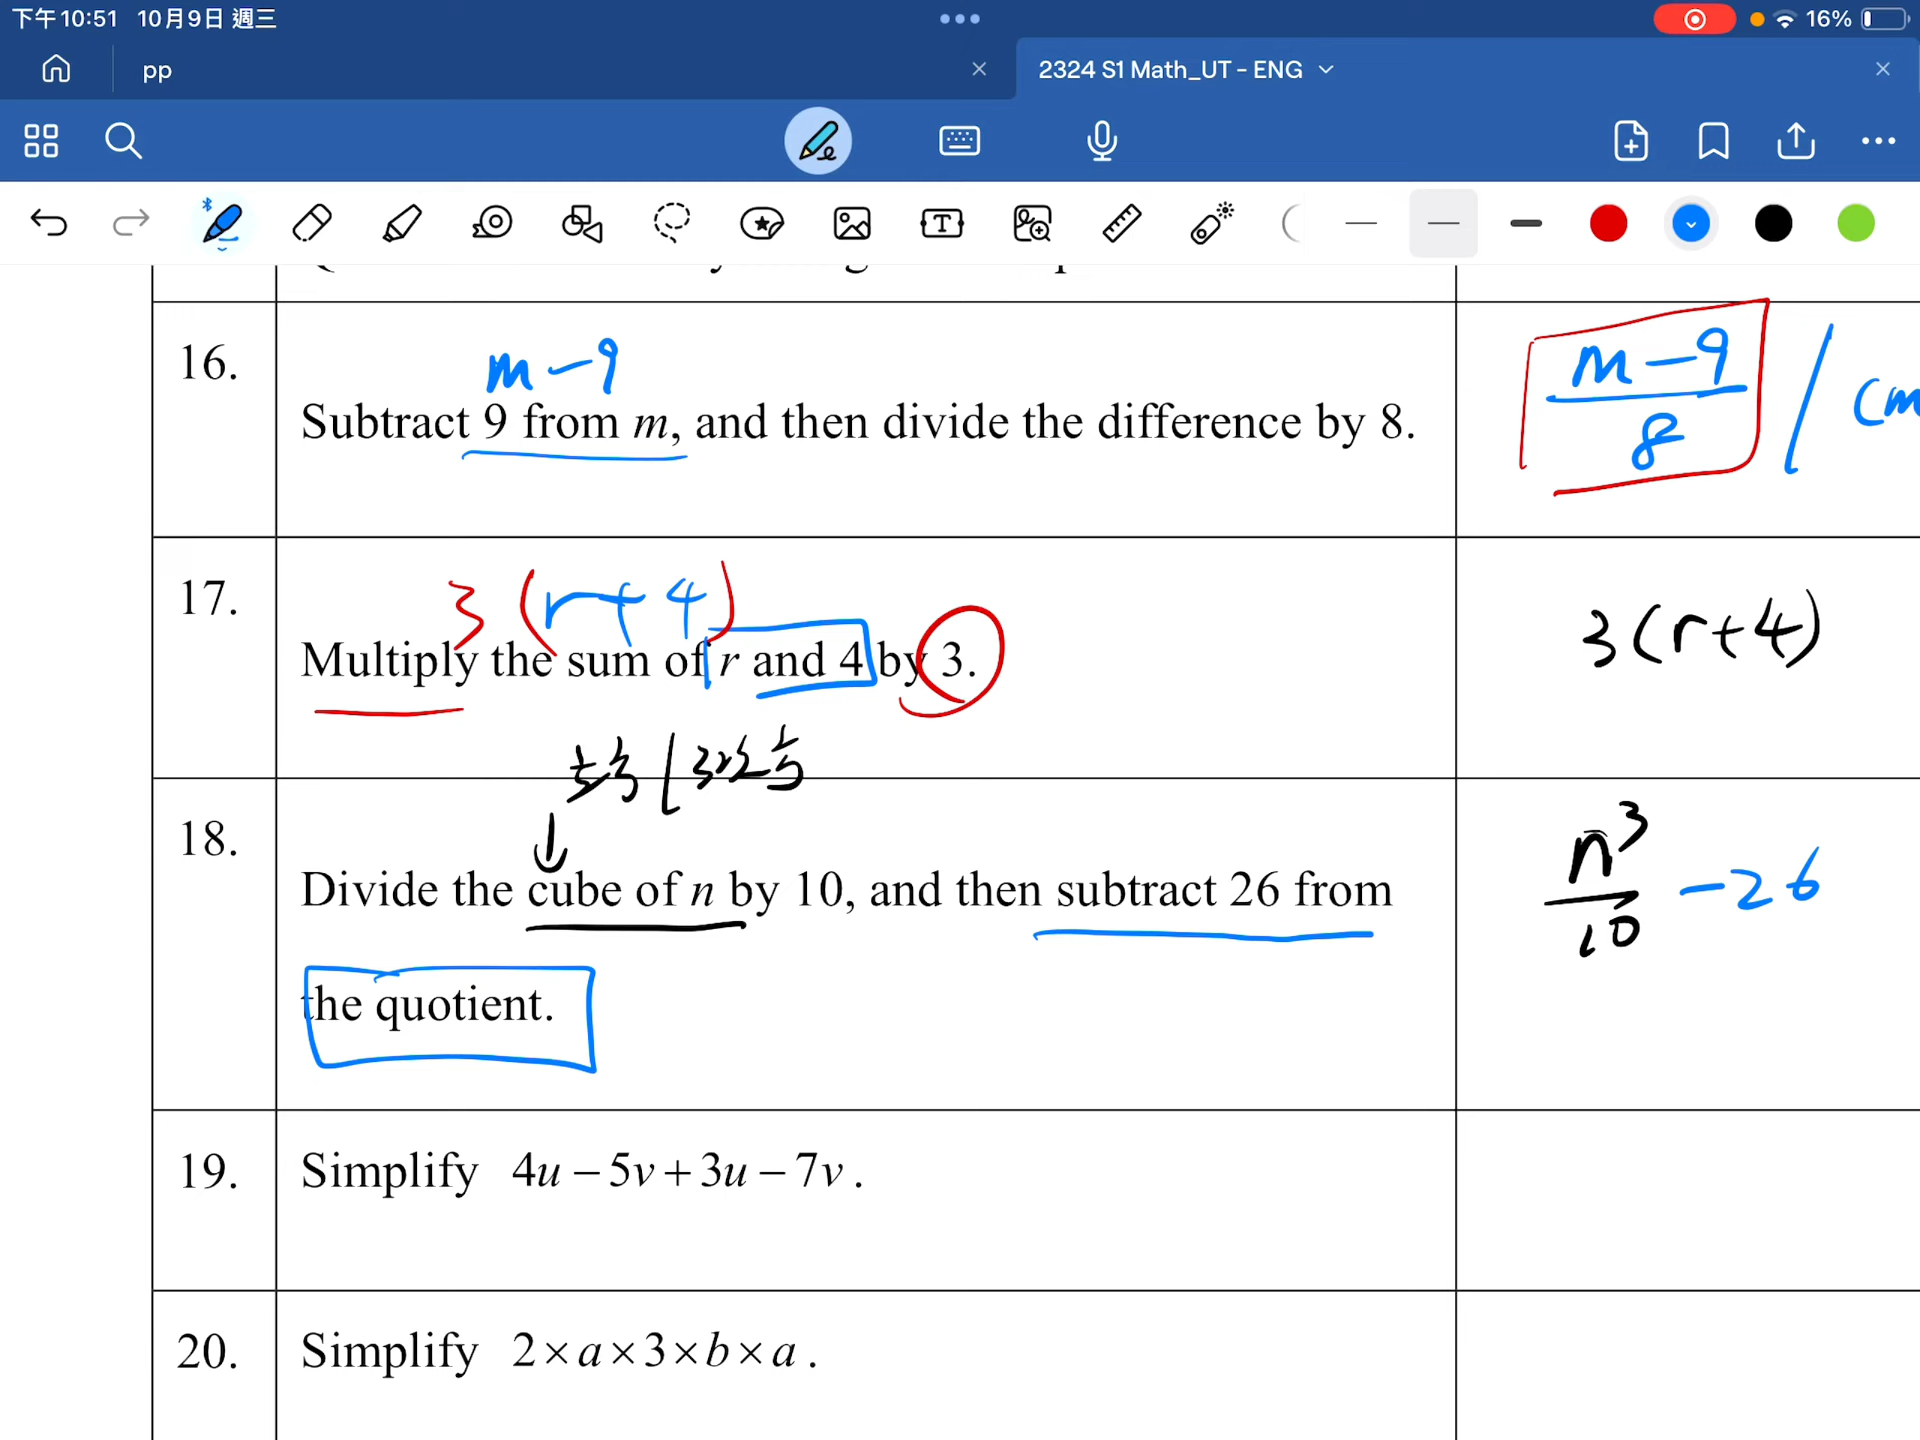 下午10:51 10月9日 週三
16%
pp
2324 S1 Math_UT - ENG
16.
m-9
Subtract 9 from m, and then divide the difference by 8.
m-9
8
/ (m
17.
3 (r+4)
Multiply the sum of r and 4 by 3.
3(r+4)
18.
Divide the cube of n by 10, and then subtract 26 from
the quotient.
n³
10
-26
19.
Simplify 4u − 5v + 3u − 7v .
20.
Simplify 2 × a × 3 × b × a .